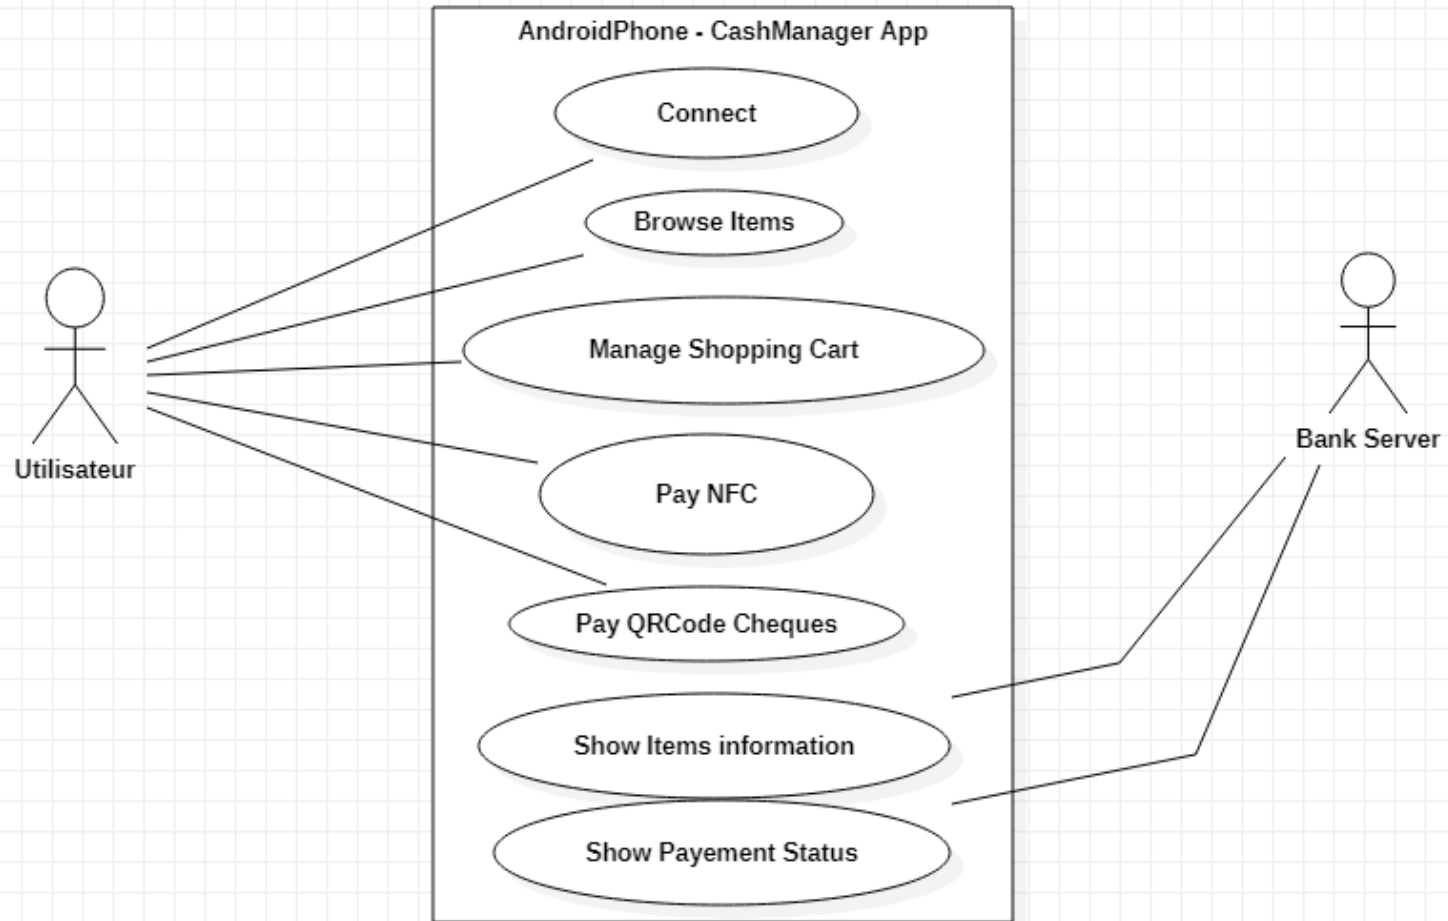 AndroidPhone - CashManager App
Connect
Browse Items
Manage Shopping Cart
Pay NFC
Pay QRCode Cheques
Show Items information
Show Payement Status
Utilisateur
Bank Server